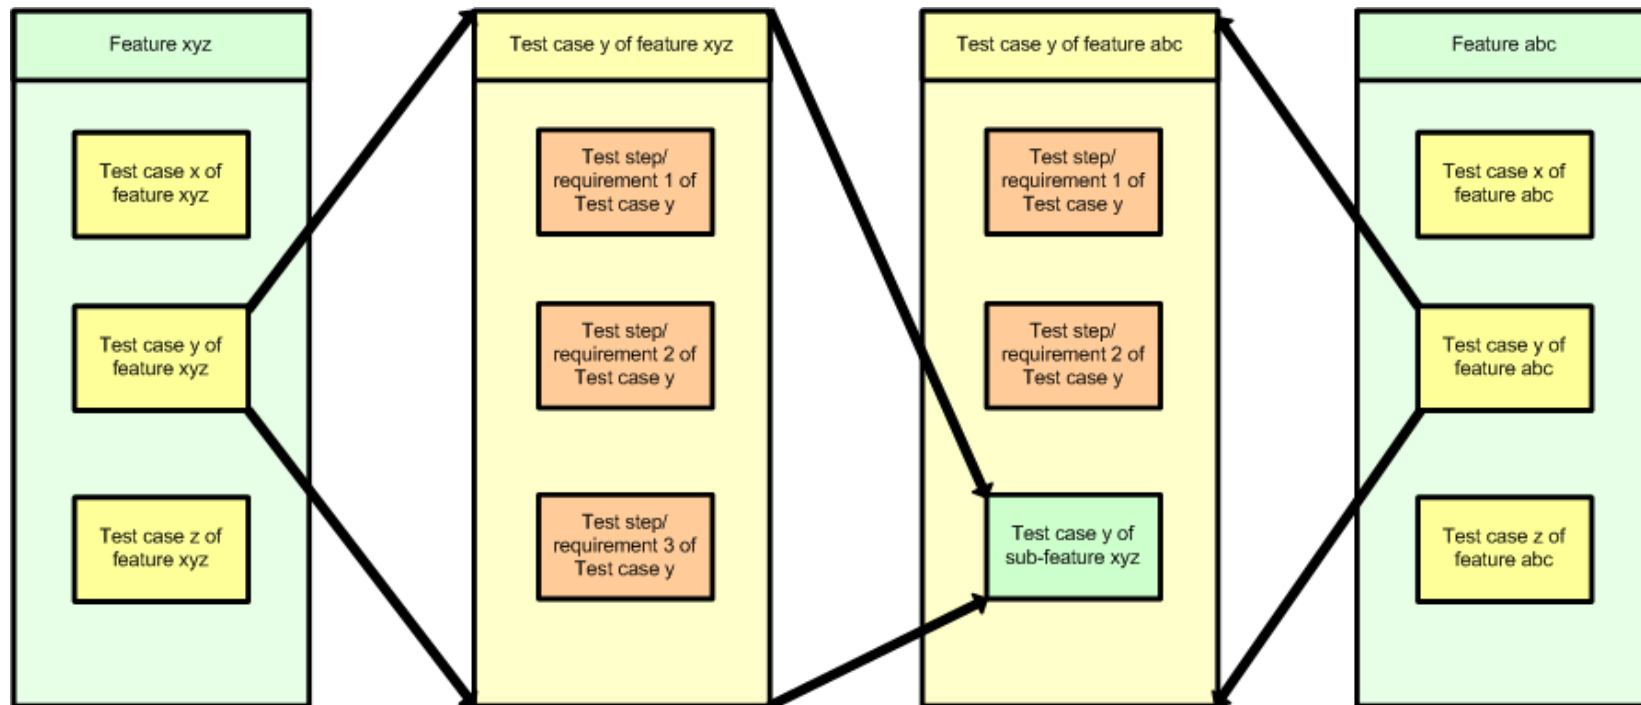 Feature xyz
Test case x of
feature xyz
Test case y of
feature xyz
Test case z of
feature xyz
Test case y of feature xyz
Test step/
requirement 1 of
Test case y
Test step/
requirement 2 of
Test case y
Test step/
requirement 3 of
Test case y
Test case y of feature abc
Test step/
requirement 1 of
Test case y
Test step/
requirement 2 of
Test case y
Test case y of
sub-feature xyz
Feature abc
Test case x of
feature abc
Test case y of
feature abc
Test case z of
feature abc